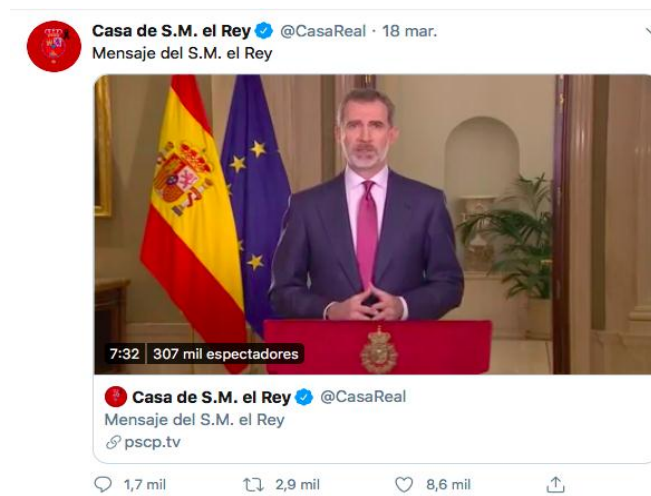 Casa de S.M. el Rey @CasaReal · 18 mar.
Mensaje del S.M. el Rey
7:32 307 mil espectadores
Casa de S.M. el Rey @CasaReal
Mensaje del S.M. el Rey
pscp.tv
1,7 mil 2,9 mil 8,6 mil